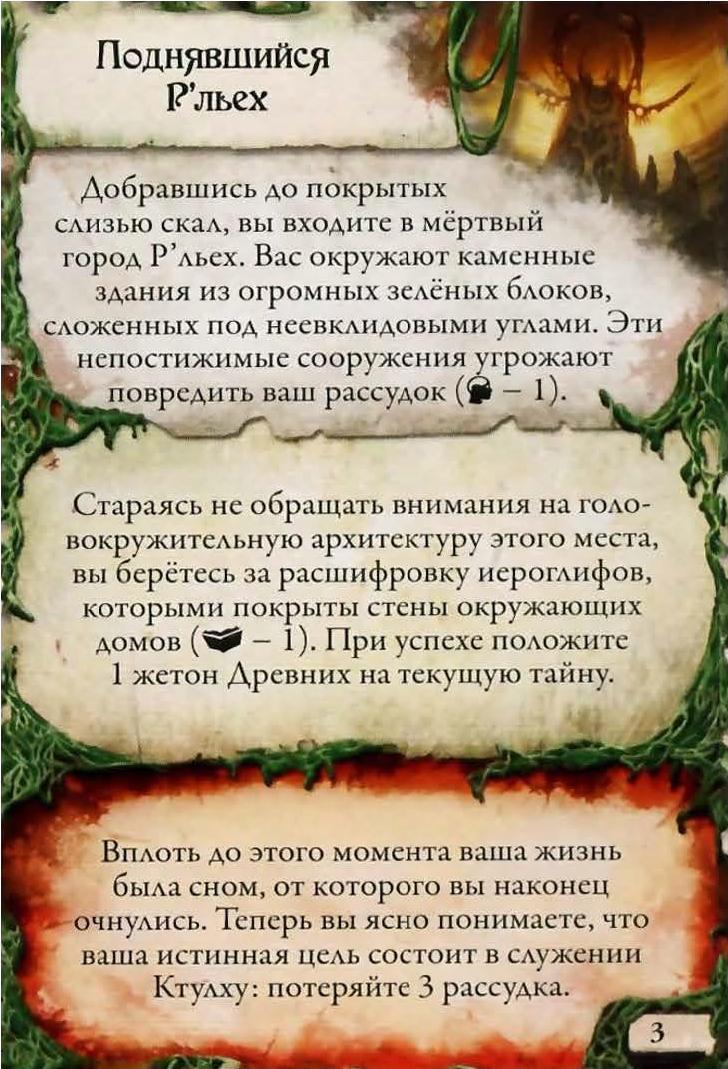 Поднявшийся
Р’льех
Добравшись до покрытых
слизью скал, вы входите в мёртвый
город Р’льех. Вас окружают каменные
здания из огромных зелёных блоков,
сложенных под неевклидовыми углами. Эти
непостижимые сооружения угрожают
повредить ваш рассудок ( – 1).
Стараясь не обращать внимания на голо-
вокружительную архитектуру этого места,
вы берётесь за расшифровку иероглифов,
которыми покрыты стены окружающих
домов ( – 1). При успехе положите
1 жетон Древних на текущую тайну.
Вплоть до этого момента ваша жизнь
была сном, от которого вы наконец
очнулись. Теперь вы ясно понимаете, что
ваша истинная цель состоит в служении
Ктулху: потеряйте 3 рассудка.
3